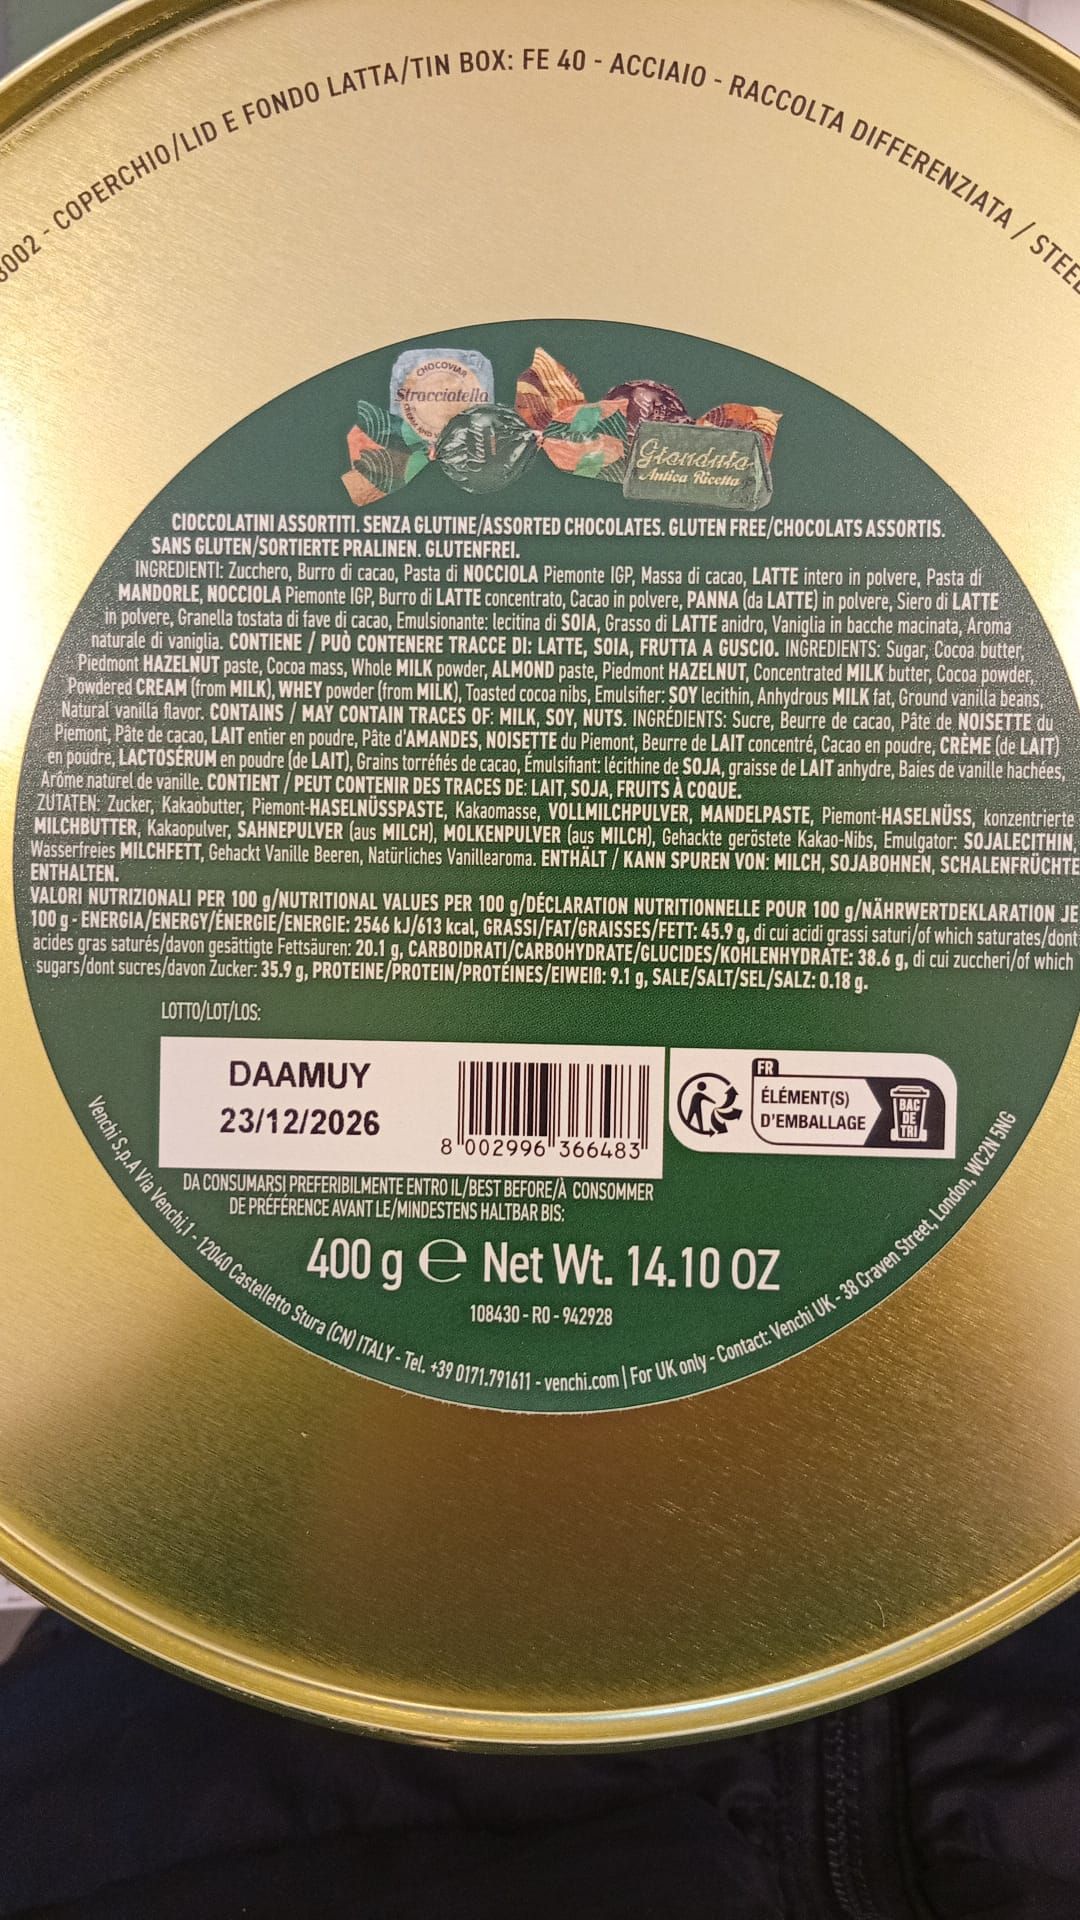 8002 - COPERCHIO/LID E FONDO LATTA/TIN BOX: FE 40 - ACCIAIO - RACCOLTA DIFFERENZIATA / STEEL
CHOCOVIAR
Stracciatella
CREAM AND
Venchi
Gianduia
Antica Ricetta
CIOCCOLATINI ASSORTITI. SENZA GLUTINE/ASSORTED CHOCOLATES. GLUTEN FREE/CHOCOLATS ASSORTIS.
SANS GLUTEN/SORTIERTE PRALINEN. GLUTENFREI.
INGREDIENTI: Zucchero, Burro di cacao, Pasta di NOCCIOLA Piemonte IGP, Massa di cacao, LATTE intero in polvere, Pasta di
MANDORLE, NOCCIOLA Piemonte IGP, Burro di LATTE concentrato, Cacao in polvere, PANNA (da LATTE) in polvere, Siero di LATTE
in polvere, Granella tostata di fave di cacao, Emulsionante: lecitina di SOIA, Grasso di LATTE anidro, Vaniglia in bacche macinata, Aroma
naturale di vaniglia. CONTIENE / PUÒ CONTENERE TRACCE DI: LATTE, SOIA, FRUTTA A GUSCIO. INGREDIENTS: Sugar, Cocoa butter,
Piedmont HAZELNUT paste, Cocoa mass, Whole MILK powder, ALMOND paste, Piedmont HAZELNUT, Concentrated MILK butter, Cocoa powder,
Powdered CREAM (from MILK), WHEY powder (from MILK), Toasted cocoa nibs, Emulsifier: SOY lecithin, Anhydrous MILK fat, Ground vanilla beans,
Natural vanilla flavor. CONTAINS / MAY CONTAIN TRACES OF: MILK, SOY, NUTS. INGRÉDIENTS: Sucre, Beurre de cacao, Pâte de NOISETTE du
Piemont, Pâte de cacao, LAIT entier en poudre, Pâte d'AMANDES, NOISETTE du Piemont, Beurre de LAIT concentré, Cacao en poudre, CRÈME (de LAIT)
en poudre, LACTOSÉRUM en poudre (de LAIT), Grains torréfiés de cacao, Émulsifiant: lécithine de SOJA, graisse de LAIT anhydre, Baies de vanille hachées,
Arôme naturel de vanille. CONTIENT / PEUT CONTENIR DES TRACES DE: LAIT, SOJA, FRUITS À COQUE.
ZUTATEN: Zucker, Kakaobutter, Piemont-HASELNÜSSPASTE, Kakaomasse, VOLLMILCHPULVER, MANDELPASTE, Piemont-HASELNÜSS, konzentrierte
MILCHBUTTER, Kakaopulver, SAHNEPULVER (aus MILCH), MOLKENPULVER (aus MILCH), Gehackte geröstete Kakao-Nibs, Emulgator: SOJALECITHIN,
Wasserfreies MILCHFETT, Gehackt Vanille Beeren, Natürliches Vanillearoma. ENTHÄLT / KANN SPUREN VON: MILCH, SOJABOHNEN, SCHALENFRÜCHTE
ENTHALTEN.
VALORI NUTRIZIONALI PER 100 g/NUTRITIONAL VALUES PER 100 g/DÉCLARATION NUTRITIONNELLE POUR 100 g/NÄHRWERTDEKLARATION JE
100 g - ENERGIA/ENERGY/ÉNERGIE/ENERGIE: 2546 kJ/613 kcal, GRASSI/FAT/GRAISSES/FETT: 45.9 g, di cui acidi grassi saturi/of which saturates/dont
acides gras saturés/davon gesättigte Fettsäuren: 20.1 g, CARBOIDRATI/CARBOHYDRATE/GLUCIDES/KOHLENHYDRATE: 38.6 g, di cui zuccheri/of which
sugars/dont sucres/davon Zucker: 35.9 g, PROTEINE/PROTEIN/PROTÉINES/EIWEIß: 9.1 g, SALE/SALT/SEL/SALZ: 0.18 g.
LOTTO/LOT/LOS:
DAAMUY
23/12/2026
8 002996 366483
FR
ÉLÉMENT(S)
D'EMBALLAGE
BAC
DE
TRI
DA CONSUMARSI PREFERIBILMENTE ENTRO IL/BEST BEFORE/À CONSOMMER
DE PRÉFÉRENCE AVANT LE/MINDESTENS HALTBAR BIS:
400 g e Net Wt. 14.10 OZ
108430 - R0 - 942928
Venchi S.p.A Via Venchi,1 - 12040 Castelletto Stura (CN) ITALY - Tel. +39 0171.791611 - venchi.com | For UK only - Contact: Venchi UK - 38 Craven Street, London, WC2N 5NG